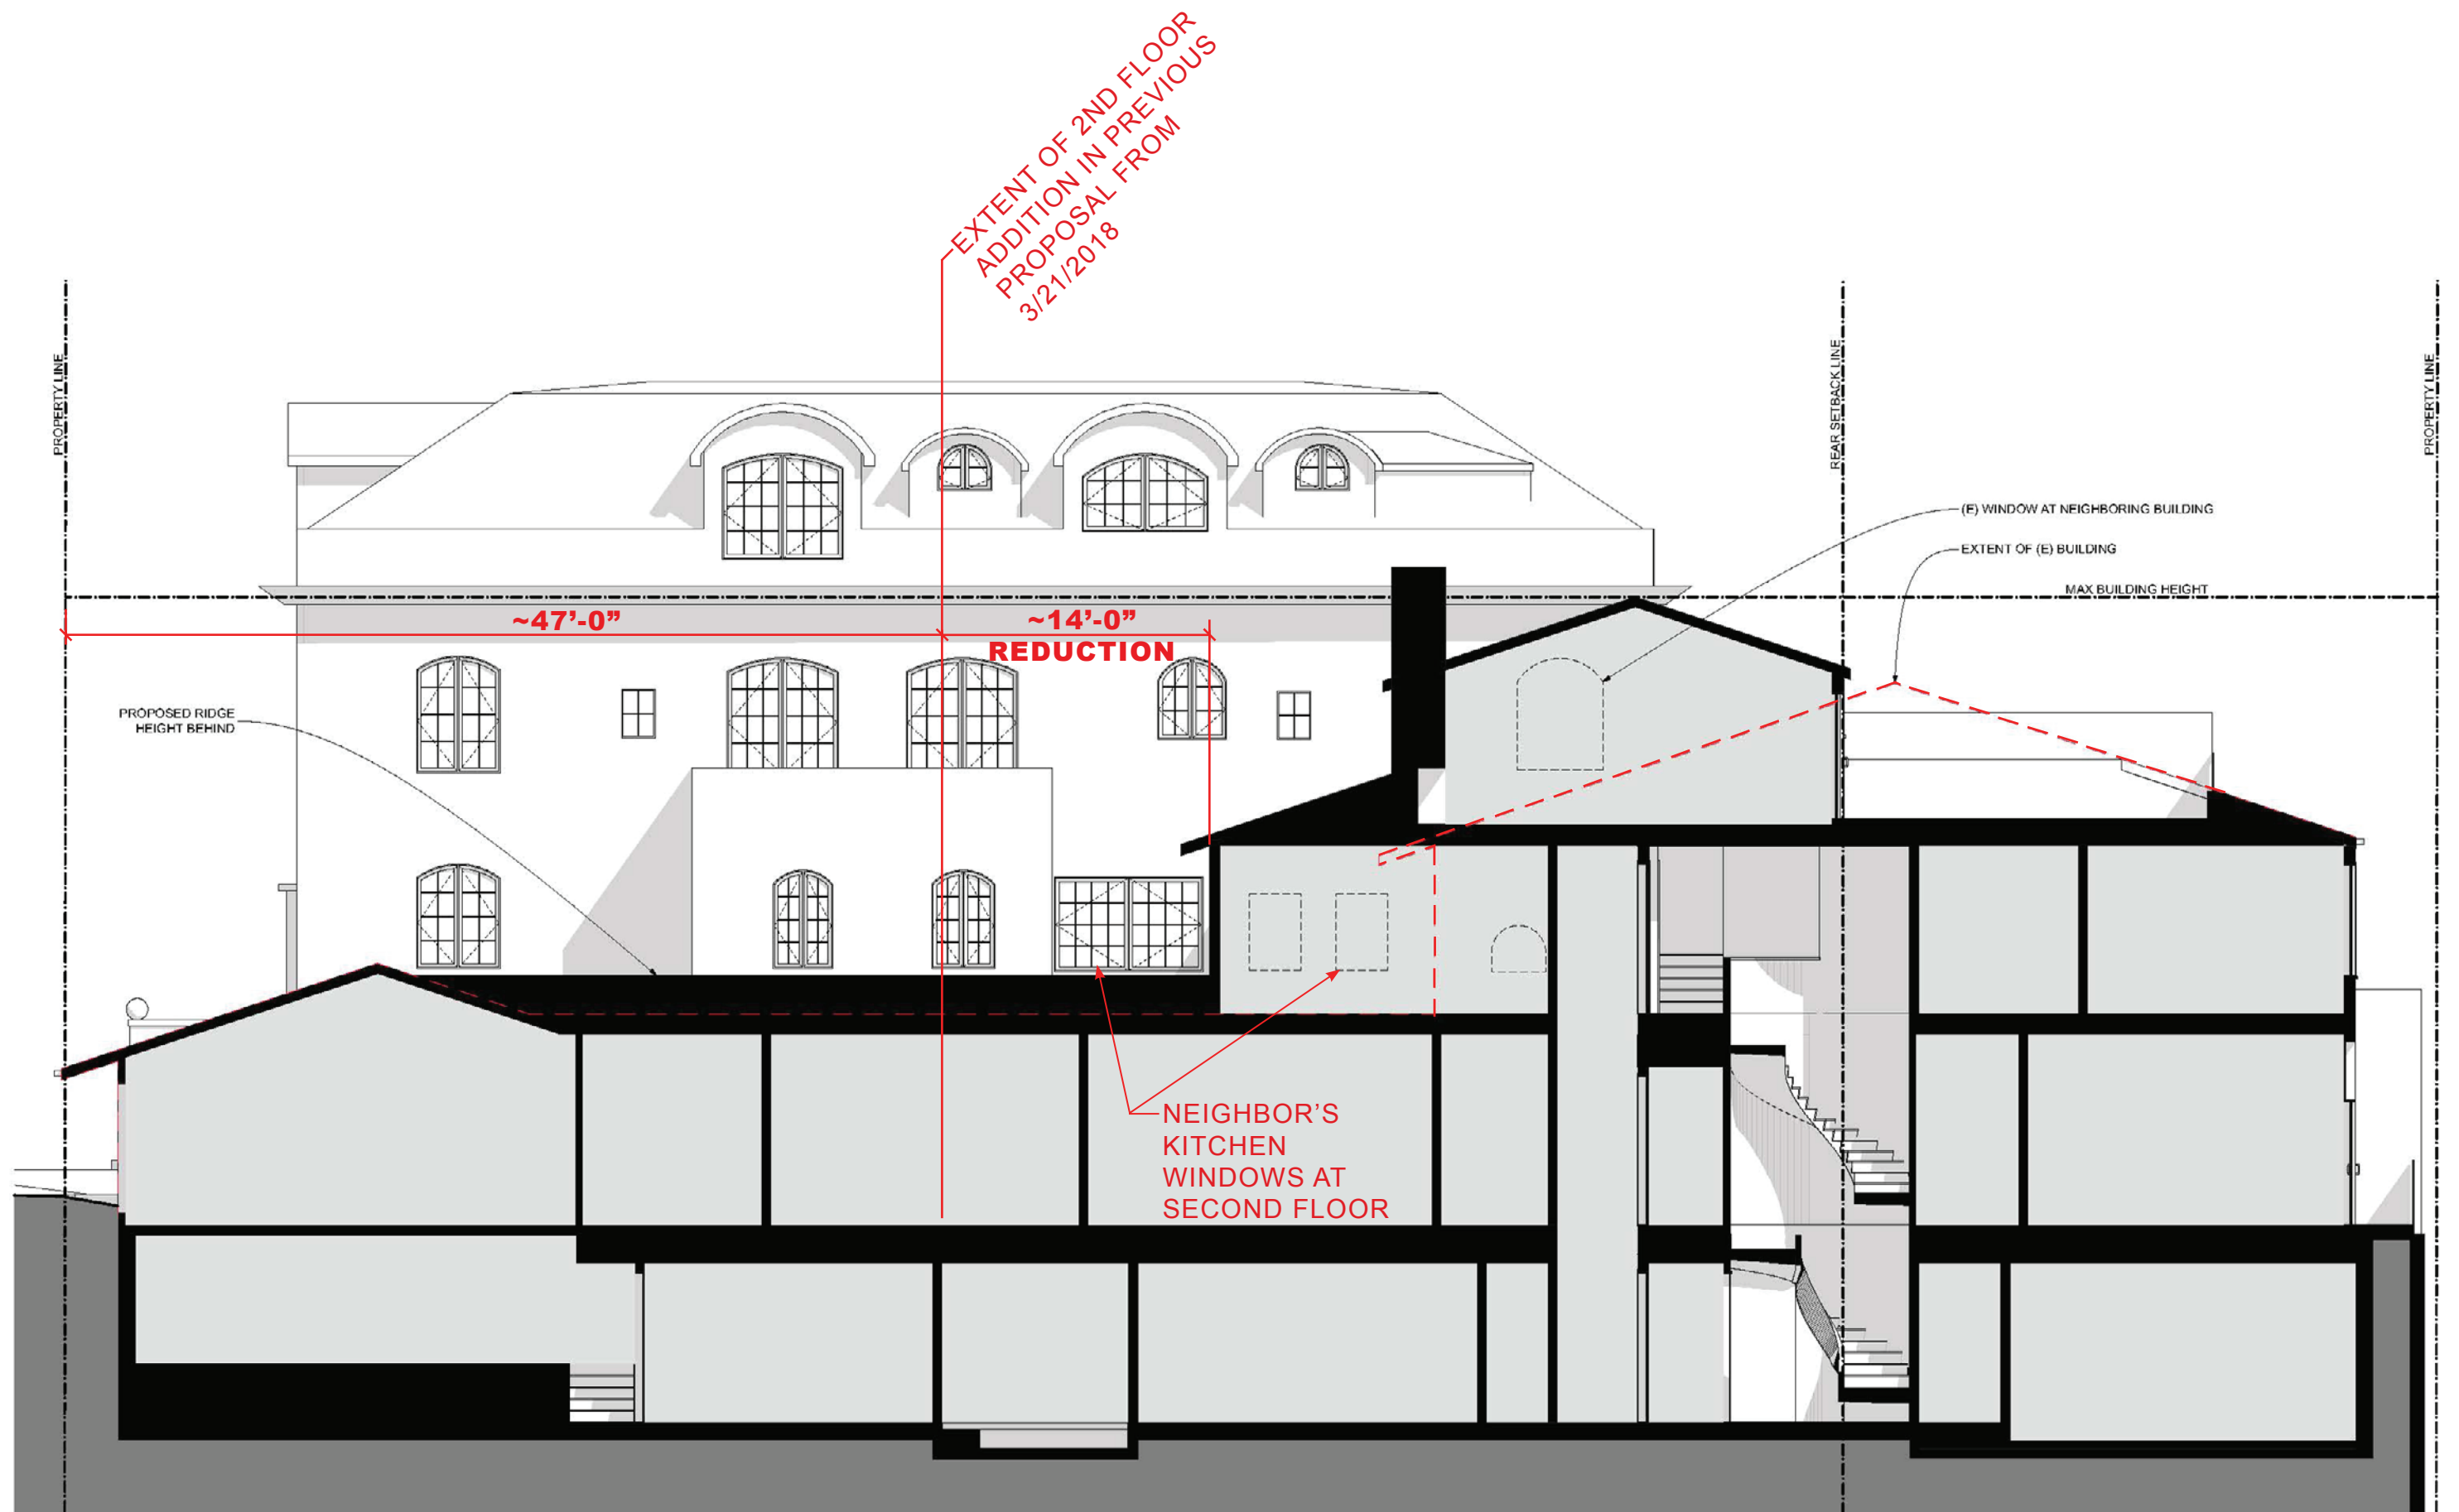 EXTENT OF 2ND FLOOR
ADDITION IN PREVIOUS
PROPOSAL FROM
3/21/2018
PROPERTY LINE
REAR SETBACK LINE
PROPERTY LINE
(E) WINDOW AT NEIGHBORING BUILDING
EXTENT OF (E) BUILDING
MAX BUILDING HEIGHT
~47’-0”
~14’-0”
REDUCTION
PROPOSED RIDGE
HEIGHT BEHIND
NEIGHBOR’S
KITCHEN
WINDOWS AT
SECOND FLOOR